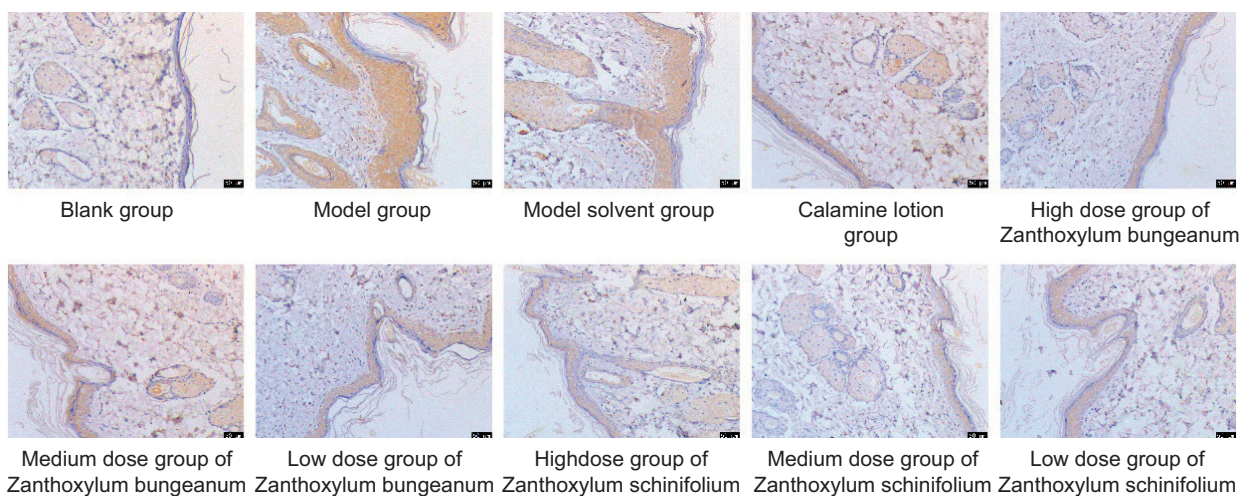 Blank group
Model group
Model solvent group
Calamine lotion
group
High dose group of
Zanthoxylum bungeanum
Medium dose group of
Zanthoxylum bungeanum
Low dose group of
Zanthoxylum bungeanum
Highdose group of
Zanthoxylum schinifolium
Medium dose group of
Zanthoxylum schinifolium
Low dose group of
Zanthoxylum schinifolium